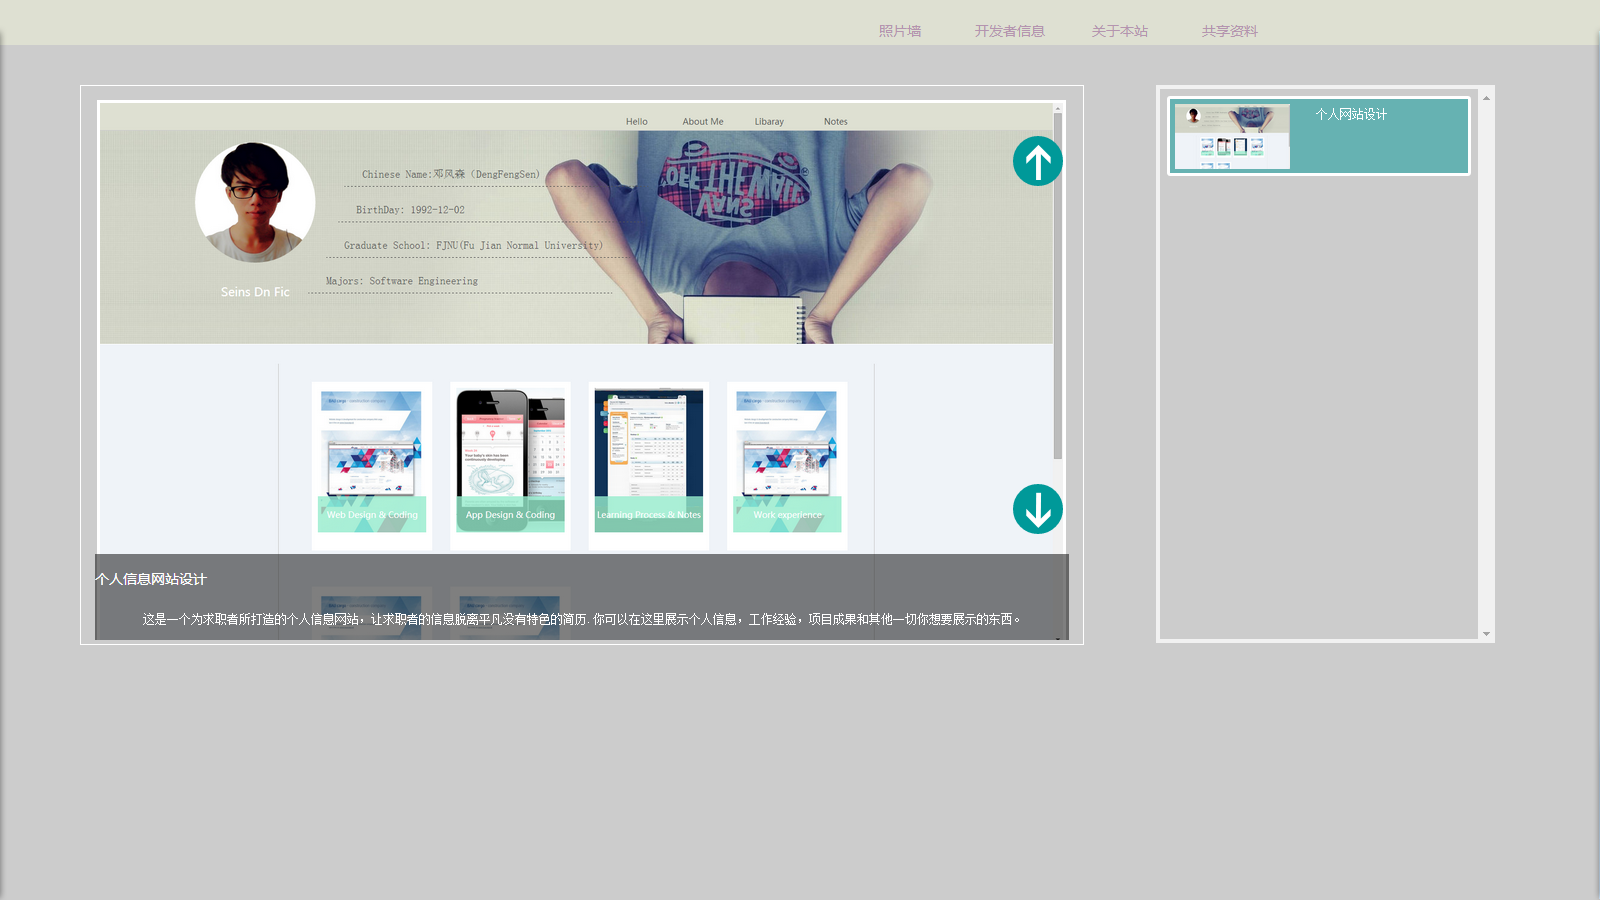 照片墙 开发者信息 关于本站 共享资料
Hello About Me Libaray Notes
Chinese Name:邓风森（DengFengSen)
BirthDay: 1992-12-02
Graduate School: FJNU(Fu Jian Normal University)
Majors: Software Engineering
Seins Dn Fic
OFF THE WALL
VANS
Web Design & Coding
App Design & Coding
Learning Process & Notes
Work experience
个人信息网站设计
这是一个为求职者所打造的个人信息网站，让求职者的信息脱离平凡没有特色的简历.你可以在这里展示个人信息，工作经验，项目成果和其他一切你想要展示的东西。
个人网站设计